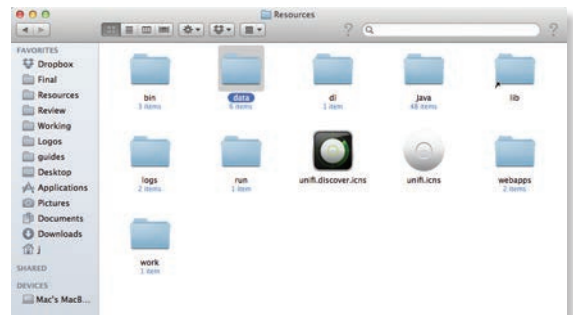 Resources
? ?
FAVORITES
Dropbox
Final
Resources
Review
Working
Logos
guides
Desktop
Applications
Pictures
Documents
Downloads
j
SHARED
DEVICES
Mac's MacB...
bin
3 items
data
6 items
dl
1 item
Java
48 items
lib
logs
2 items
run
1 item
unifi.discover.icns
unifi.icns
webapps
2 items
work
1 item